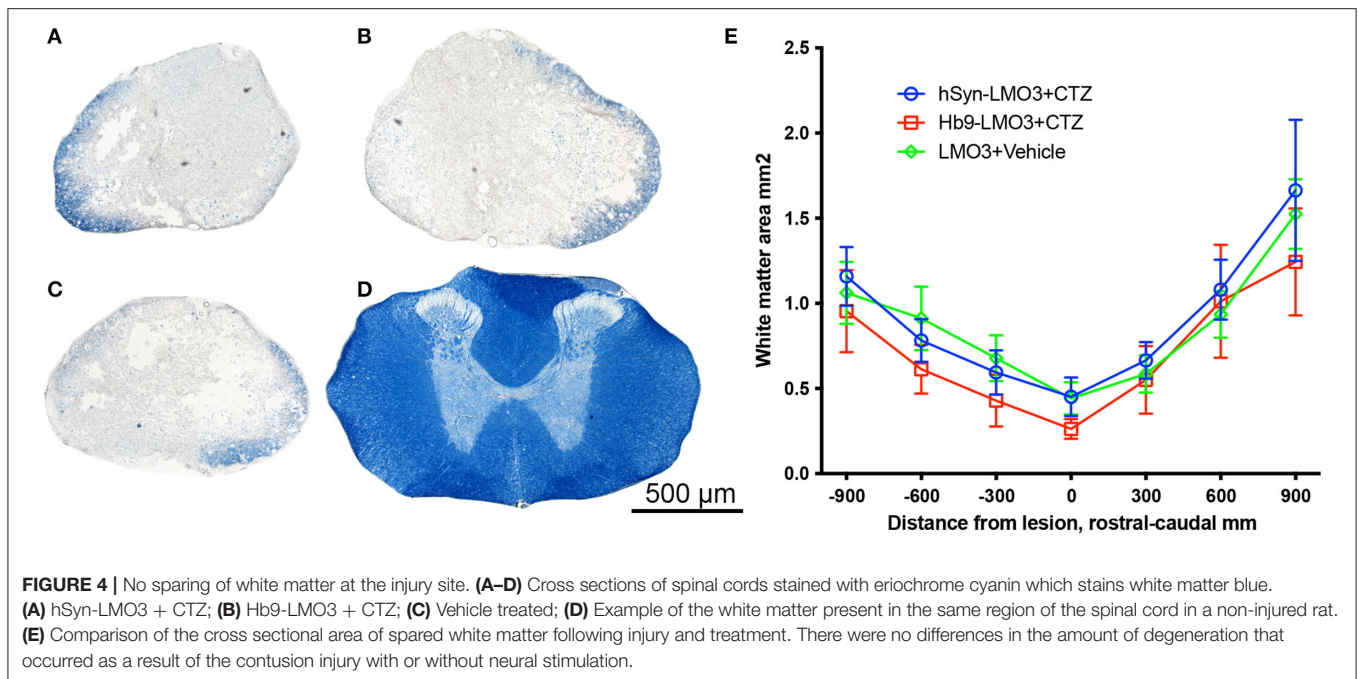 A
B
C
D
500 µm
E
2.5
2.0
1.5
1.0
0.5
0.0
White matter area mm2
hSyn-LMO3+CTZ
Hb9-LMO3+CTZ
LMO3+Vehicle
-900 -600 -300 0 300 600 900
Distance from lesion, rostral-caudal mm
FIGURE 4 | No sparing of white matter at the injury site. (A–D) Cross sections of spinal cords stained with eriochrome cyanin which stains white matter blue.
(A) hSyn-LMO3 + CTZ; (B) Hb9-LMO3 + CTZ; (C) Vehicle treated; (D) Example of the white matter present in the same region of the spinal cord in a non-injured rat.
(E) Comparison of the cross sectional area of spared white matter following injury and treatment. There were no differences in the amount of degeneration that
occurred as a result of the contusion injury with or without neural stimulation.